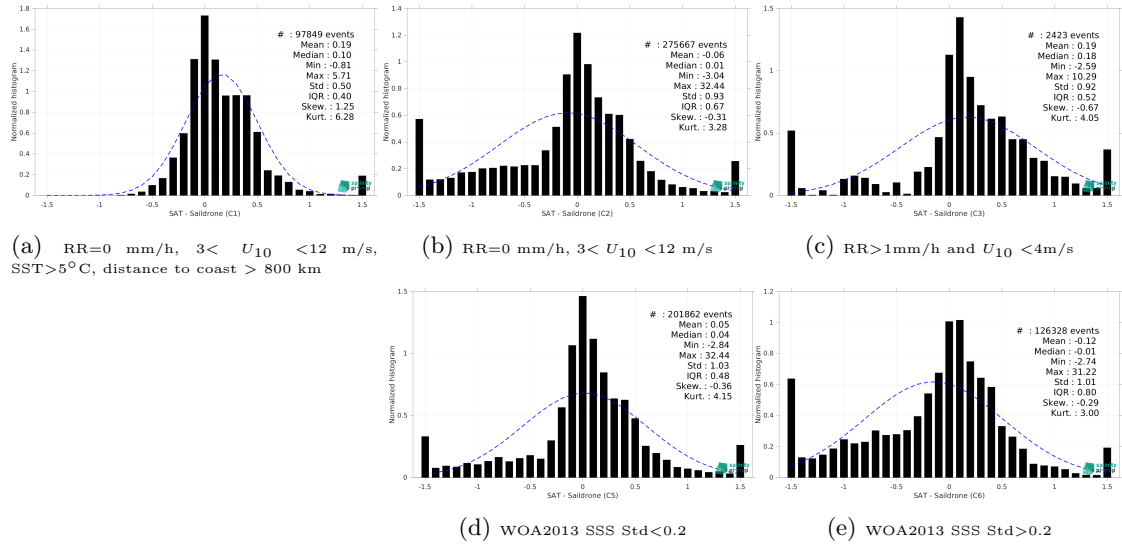 1.8
1.6
1.4
1.2
1
0.8
0.6
0.4
0.2
0
Normalized histogram
-1.5 -1 -0.5 0 0.5 1 1.5
SAT - Saildrone (C1)
# : 97849 events
Mean : 0.19
Median : 0.10
Min : -0.81
Max : 5.71
Std : 0.50
IQR : 0.40
Skew. : 1.25
Kurt. : 6.28
(a) RR=0 mm/h, 3< U10 <12 m/s,
SST>5°C, distance to coast > 800 km
1.4
1.2
1
0.8
0.6
0.4
0.2
0
Normalized histogram
-1.5 -1 -0.5 0 0.5 1 1.5
SAT - Saildrone (C2)
# : 275667 events
Mean : -0.06
Median : 0.01
Min : -3.04
Max : 32.44
Std : 0.93
IQR : 0.67
Skew. : -0.31
Kurt. : 3.28
(b) RR=0 mm/h, 3< U10 <12 m/s
1.5
1
0.5
0
Normalized histogram
-1.5 -1 -0.5 0 0.5 1 1.5
SAT - Saildrone (C3)
# : 2423 events
Mean : 0.19
Median : 0.18
Min : -2.59
Max : 10.29
Std : 0.92
IQR : 0.52
Skew. : -0.67
Kurt. : 4.05
(c) RR>1mm/h and U10 <4m/s
1.5
1
0.5
0
Normalized histogram
-1.5 -1 -0.5 0 0.5 1 1.5
SAT - Saildrone (C5)
# : 201862 events
Mean : 0.05
Median : 0.04
Min : -2.84
Max : 32.44
Std : 1.03
IQR : 0.48
Skew. : -0.36
Kurt. : 4.15
(d) WOA2013 SSS Std<0.2
1.2
1
0.8
0.6
0.4
0.2
0
Normalized histogram
-1.5 -1 -0.5 0 0.5 1 1.5
SAT - Saildrone (C6)
# : 126328 events
Mean : -0.12
Median : -0.01
Min : -2.74
Max : 31.22
Std : 1.01
IQR : 0.80
Skew. : -0.29
Kurt. : 3.00
(e) WOA2013 SSS Std>0.2